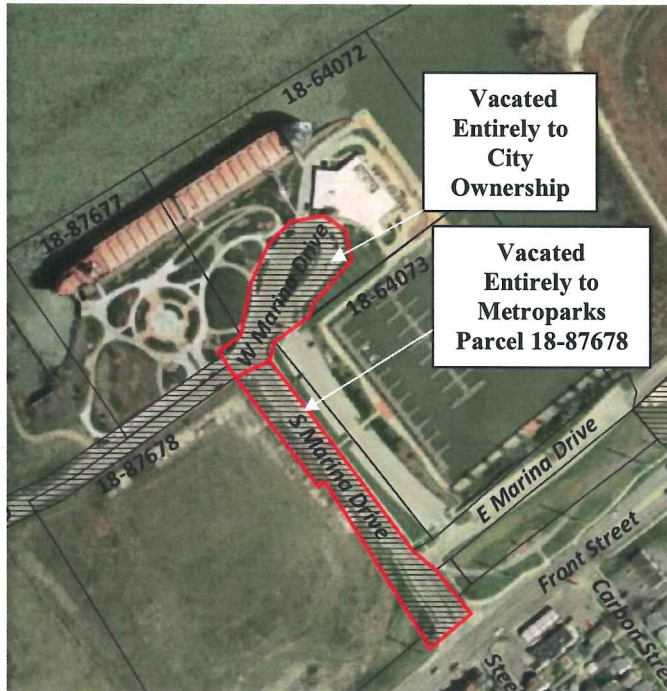 18-64072
Vacated
Entirely to
City
Ownership
18-87677
W Marina Drive
Vacated
Entirely to
Metroparks
Parcel 18-87678
18-64073
S Marina Drive
18-87678
E Marina Drive
Front Street
Carbon Stree
Stee